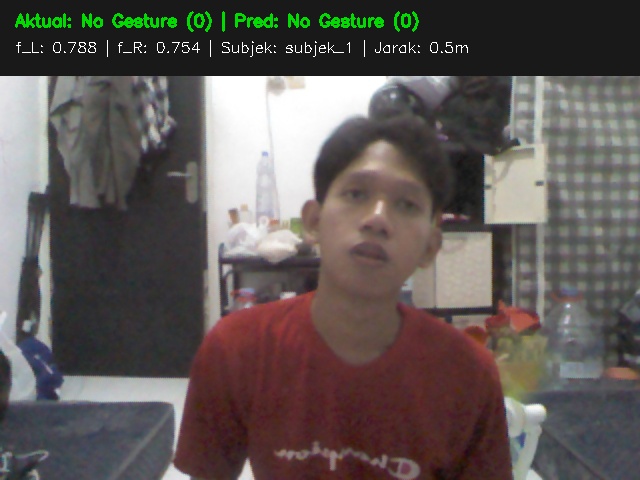 Aktual: No Gesture (0) | Pred: No Gesture (0)
f_L: 0.788 | f_R: 0.754 | Subjek: subjek_1 | Jarak: 0.5m
Champion